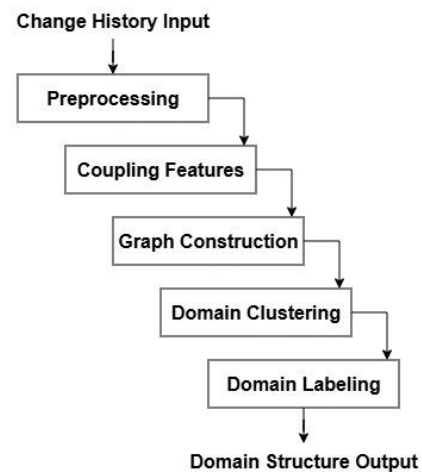 Change History Input
Preprocessing
Coupling Features
Graph Construction
Domain Clustering
Domain Labeling
Domain Structure Output